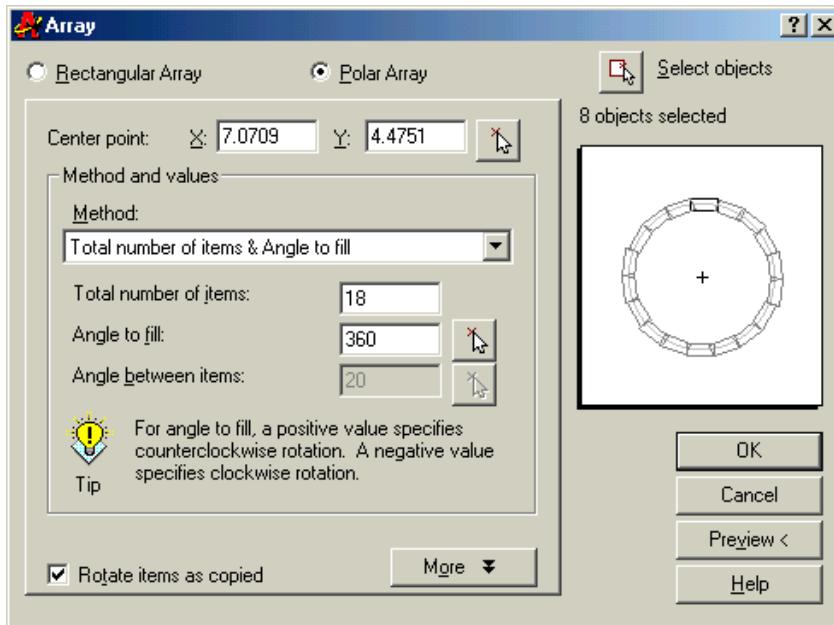 Array
Rectangular Array
Polar Array
Select objects
8 objects selected
Center point: X: 7.0709 Y: 4.4751
Method and values
Method:
Total number of items & Angle to fill
Total number of items: 18
Angle to fill: 360
Angle between items: 20
For angle to fill, a positive value specifies
counterclockwise rotation. A negative value
specifies clockwise rotation.
Tip
Rotate items as copied
More
OK
Cancel
Preview <
Help